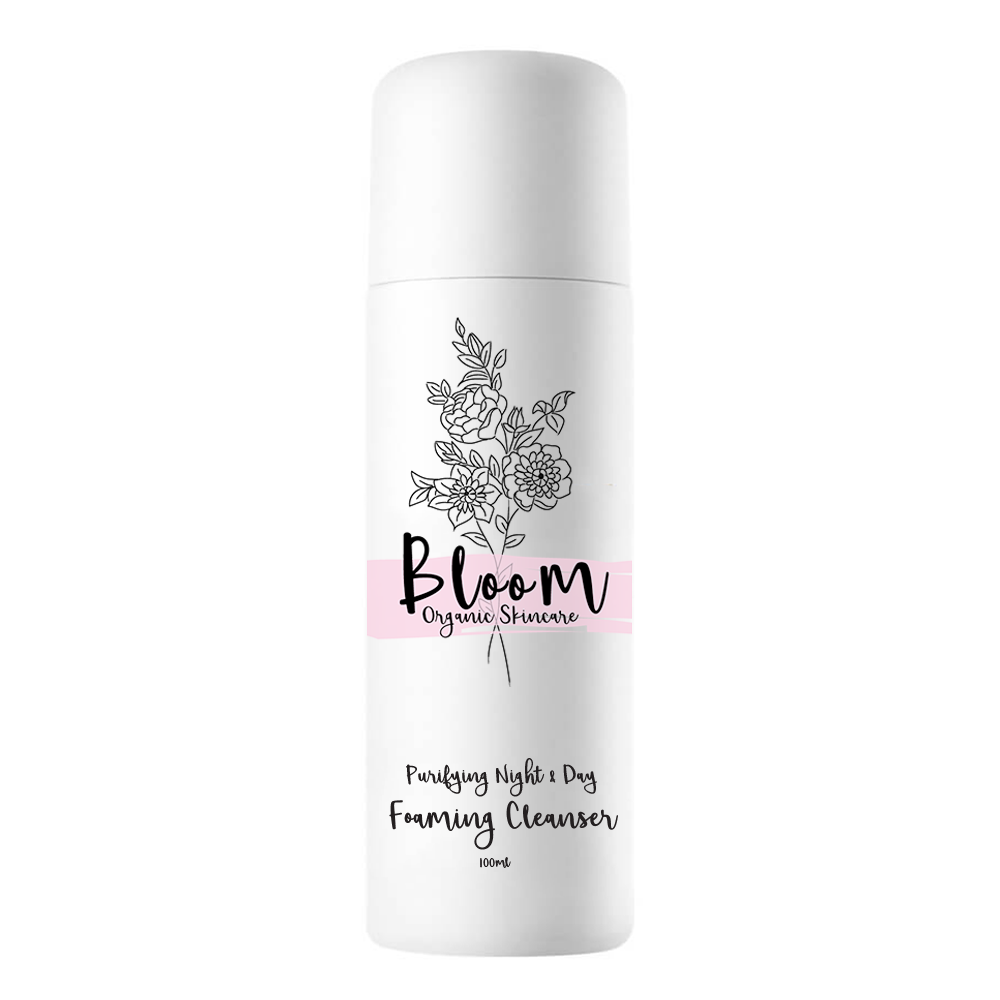 BlooM
Organic Skincare
Purifying Night & Day
Foaming Cleanser
100ml